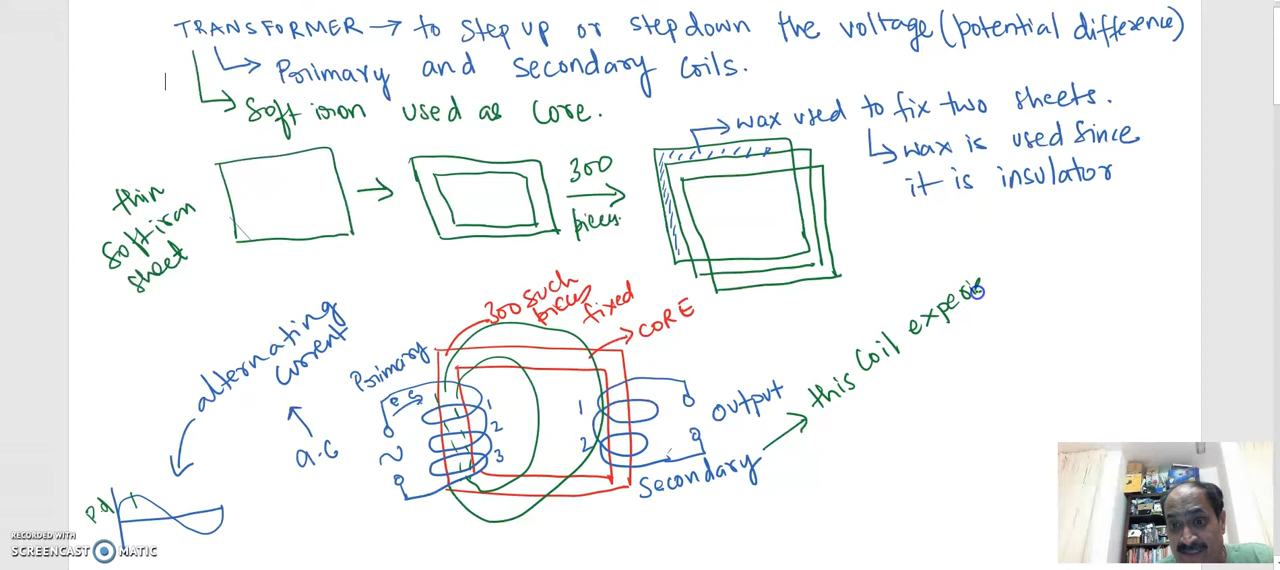 TRANSFORMER → to step up or step down the voltage (potential difference)
↳ Primary and secondary coils.
↳ Soft iron used as core.
wax used to fix two sheets.
↳ wax is used since
it is insulator
thin
soft iron
sheet
300
pieces
300 such
pieces
fixed
CORE
alternating
current
a.c
p.d
Primary
e s
1
2
3
~
1
2
output
secondary
this coil experi
RECORDED WITH
SCREENCAST O MATIC